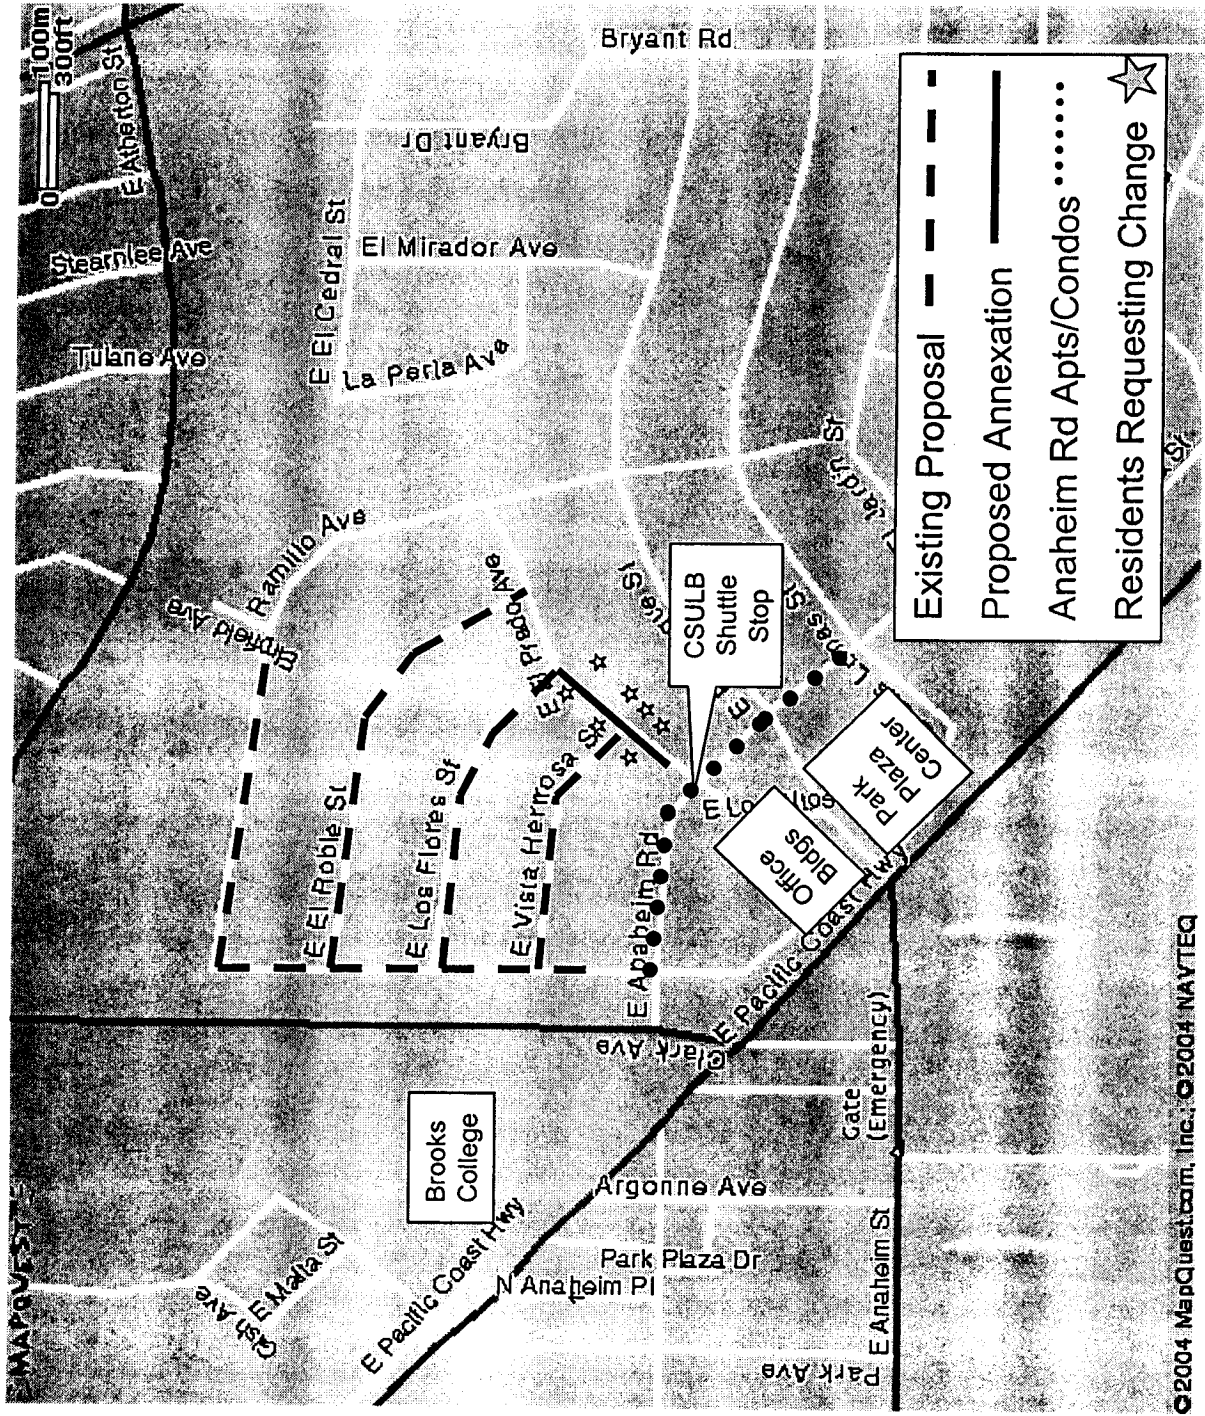 MAPQUEST
0
100m
300ft
E Atherton St
Stearnlee Ave
Tulane Ave
Bryant Rd
Bryant Dr
E El Cedral St
El Mirador Ave
La Perla Ave
Ramillo Ave
Elmfield Ave
E El Roble St
E Los Flores St
E Vista Hermosa St
E El Prado Ave
E Anaheim Rd
CSULB
Shuttle
Stop
Office
Bldgs
Park
Plaza
Center
E Pacific Coast Hwy
Clark Ave
Brooks
College
Gate
(Emergency)
Argonne Ave
Park Plaza Dr
N Anaheim Pl
E Pacific Coast Hwy
E Malta St
Gish Ave
E Anaheim St
Park Ave
Existing Proposal
Proposed Annexation
Anaheim Rd Apts/Condos
Residents Requesting Change
©2004 MapQuest.com, Inc.; ©2004 NAVTEQ